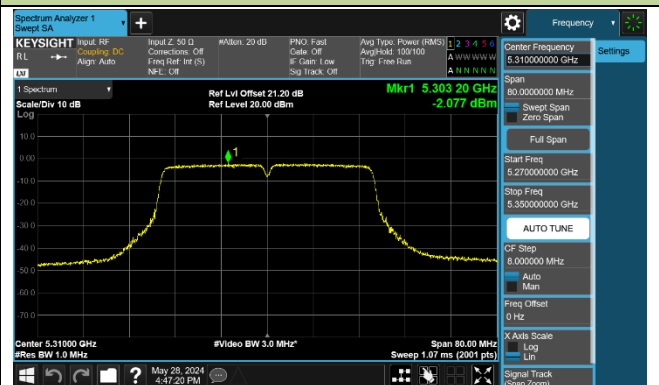 Spectrum Analyzer 1
Swept SA
+
Frequency
KEYSIGHT
RL
LXI
Input: RF
Coupling: DC
Align: Auto
Input Z: 50 Ω
Corrections: Off
Freq Ref: Int (S)
NFE: Off
#Atten: 20 dB
PNO: Fast
Gate: Off
IF Gain: Low
Sig Track: Off
Avg Type: Power (RMS)
Avg|Hold: 100/100
Trig: Free Run
1 2 3 4 5 6
A W W W W W
A N N N N N
1 Spectrum
Scale/Div 10 dB
Log
Ref Lvl Offset 21.20 dB
Ref Level 20.00 dBm
Mkr1 5.303 20 GHz
-2.077 dBm
1
10.0
0.00
-10.0
-20.0
-30.0
-40.0
-50.0
-60.0
-70.0
Center 5.31000 GHz
#Res BW 1.0 MHz
#Video BW 3.0 MHz*
Span 80.00 MHz
Sweep 1.07 ms (2001 pts)
May 28, 2024
4:47:20 PM
?
Center Frequency
5.310000000 GHz
Settings
Span
80.0000000 MHz
Swept Span
Zero Span
Full Span
Start Freq
5.270000000 GHz
Stop Freq
5.350000000 GHz
AUTO TUNE
CF Step
8.000000 MHz
Auto
Man
Freq Offset
0 Hz
X Axis Scale
Log
Lin
Signal Track
(Span Zoom)